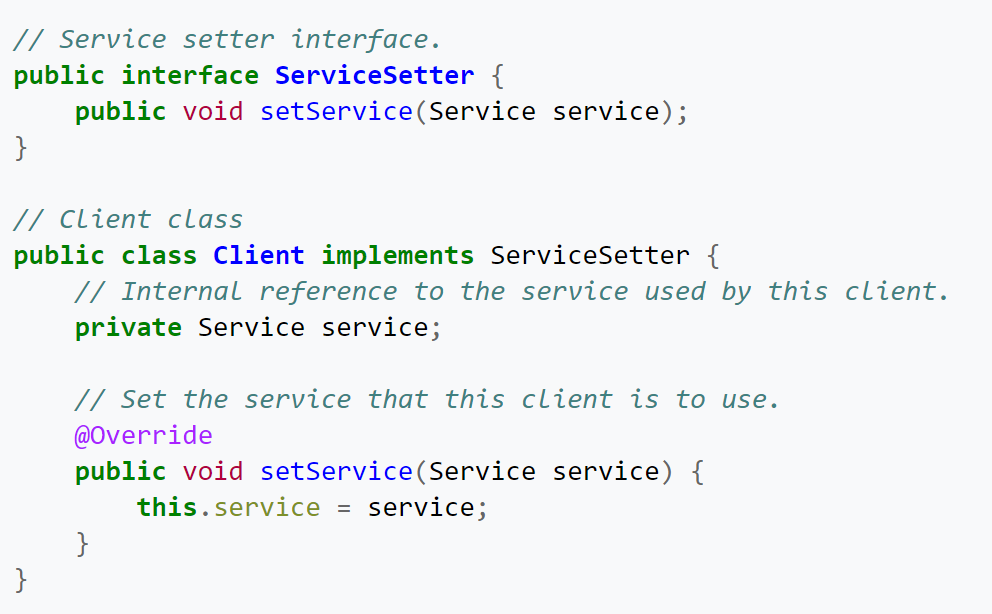 // Service setter interface.
public interface ServiceSetter {
    public void setService(Service service);
}

// Client class
public class Client implements ServiceSetter {
    // Internal reference to the service used by this client.
    private Service service;

    // Set the service that this client is to use.
    @Override
    public void setService(Service service) {
        this.service = service;
    }
}